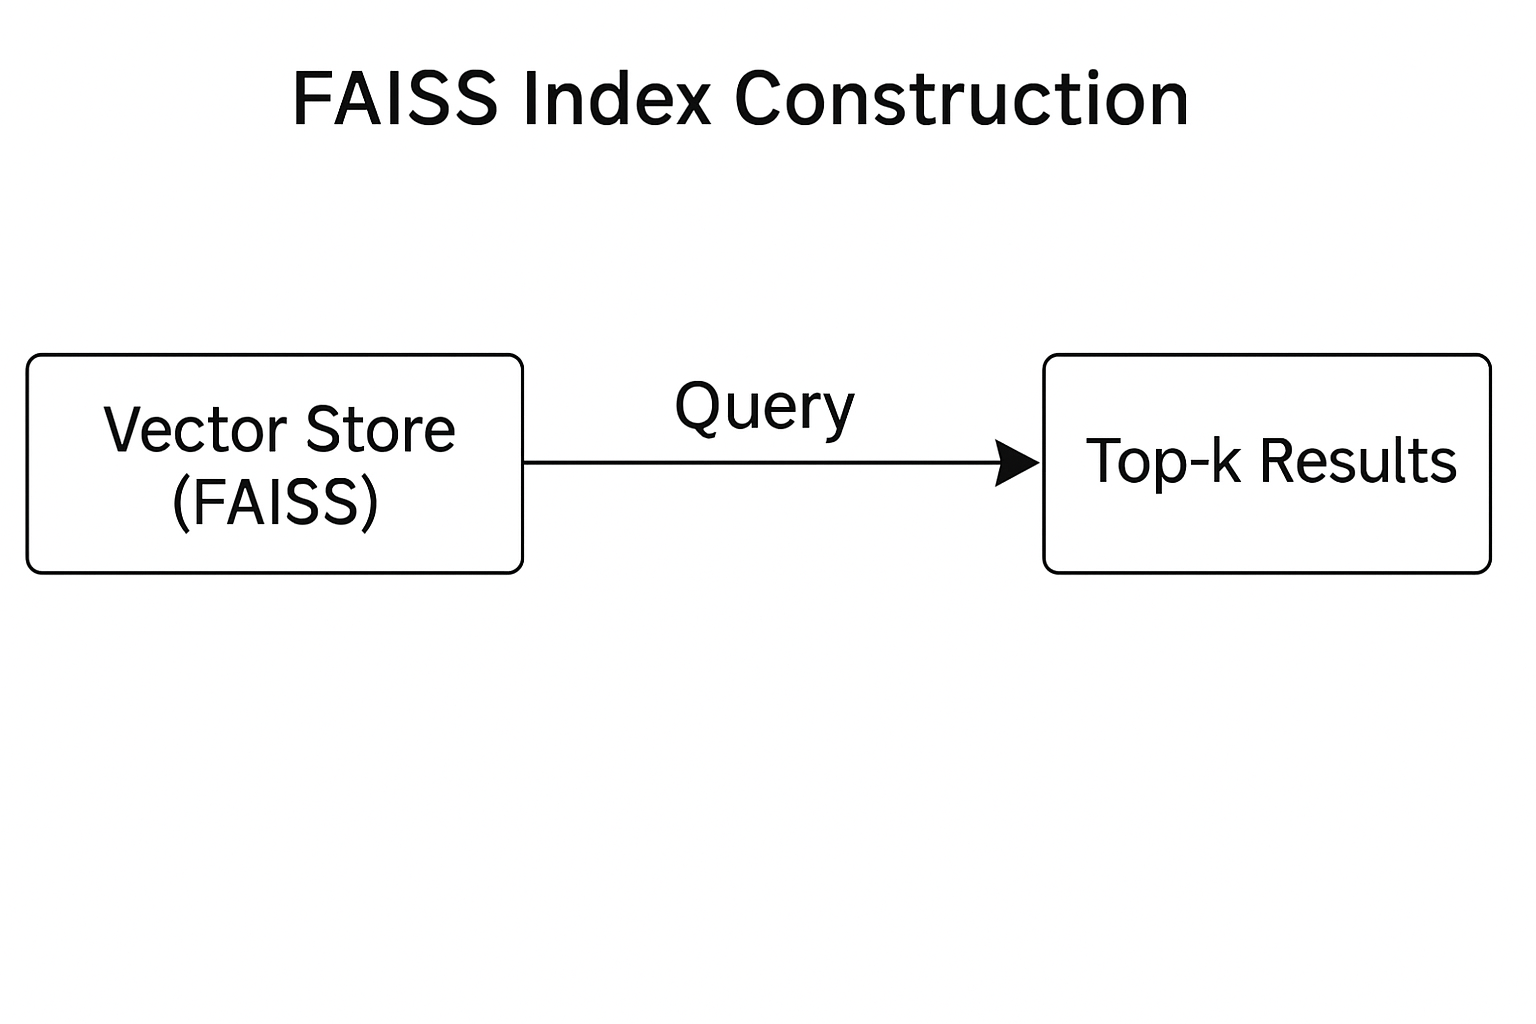 FAISS Index Construction
Vector Store
(FAISS)
Query
Top-k Results